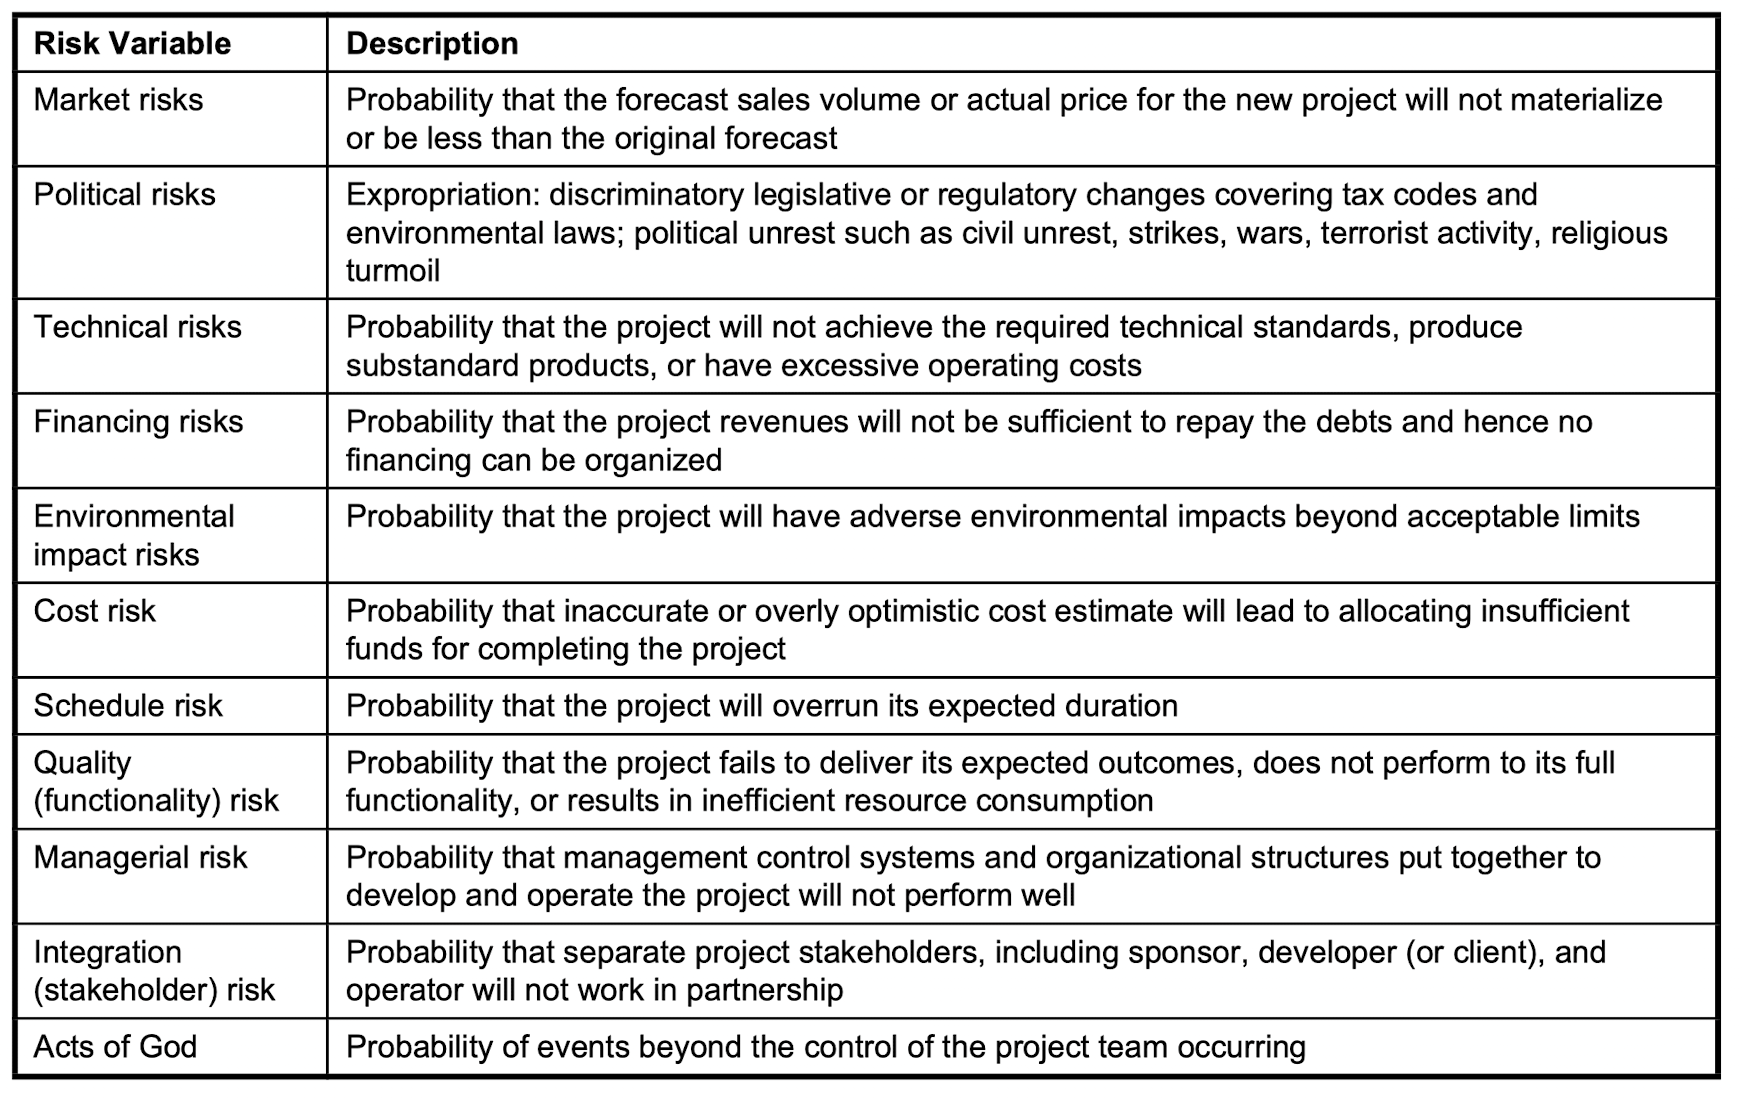 Risk Variable
Description
Market risks
Probability that the forecast sales volume or actual price for the new project will not materialize
or be less than the original forecast
Political risks
Expropriation: discriminatory legislative or regulatory changes covering tax codes and
environmental laws; political unrest such as civil unrest, strikes, wars, terrorist activity, religious
turmoil
Technical risks
Probability that the project will not achieve the required technical standards, produce
substandard products, or have excessive operating costs
Financing risks
Probability that the project revenues will not be sufficient to repay the debts and hence no
financing can be organized
Environmental
impact risks
Probability that the project will have adverse environmental impacts beyond acceptable limits
Cost risk
Probability that inaccurate or overly optimistic cost estimate will lead to allocating insufficient
funds for completing the project
Schedule risk
Probability that the project will overrun its expected duration
Quality
(functionality) risk
Probability that the project fails to deliver its expected outcomes, does not perform to its full
functionality, or results in inefficient resource consumption
Managerial risk
Probability that management control systems and organizational structures put together to
develop and operate the project will not perform well
Integration
(stakeholder) risk
Probability that separate project stakeholders, including sponsor, developer (or client), and
operator will not work in partnership
Acts of God
Probability of events beyond the control of the project team occurring